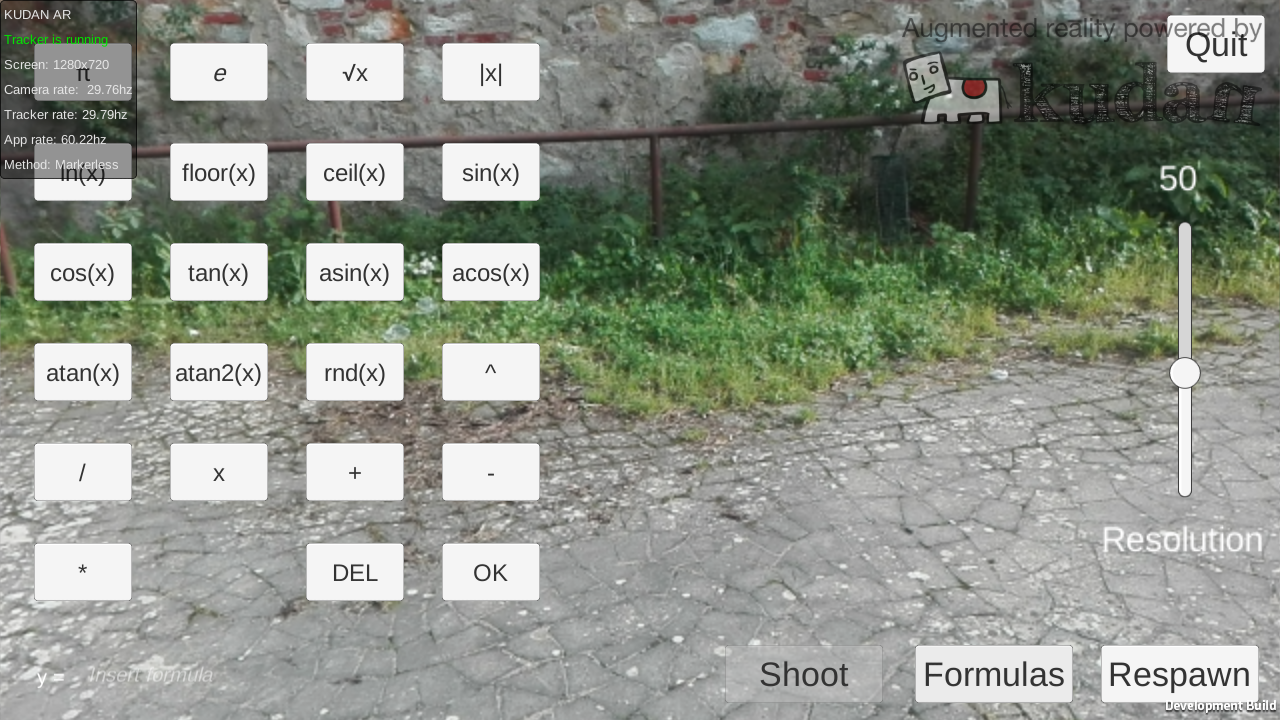 KUDAN AR
Tracker is running
Screen: 1280x720
Camera rate: 29.76hz
Tracker rate: 29.79hz
App rate: 60.22hz
Method: Markerless
Augmented reality powered by
kudan
Quit
π
e
√x
|x|
ln(x)
floor(x)
ceil(x)
sin(x)
cos(x)
tan(x)
asin(x)
acos(x)
atan(x)
atan2(x)
rnd(x)
^
/
x
+
-
*
DEL
OK
50
Resolution
y = Insert formula
Shoot
Formulas
Respawn
Development Build